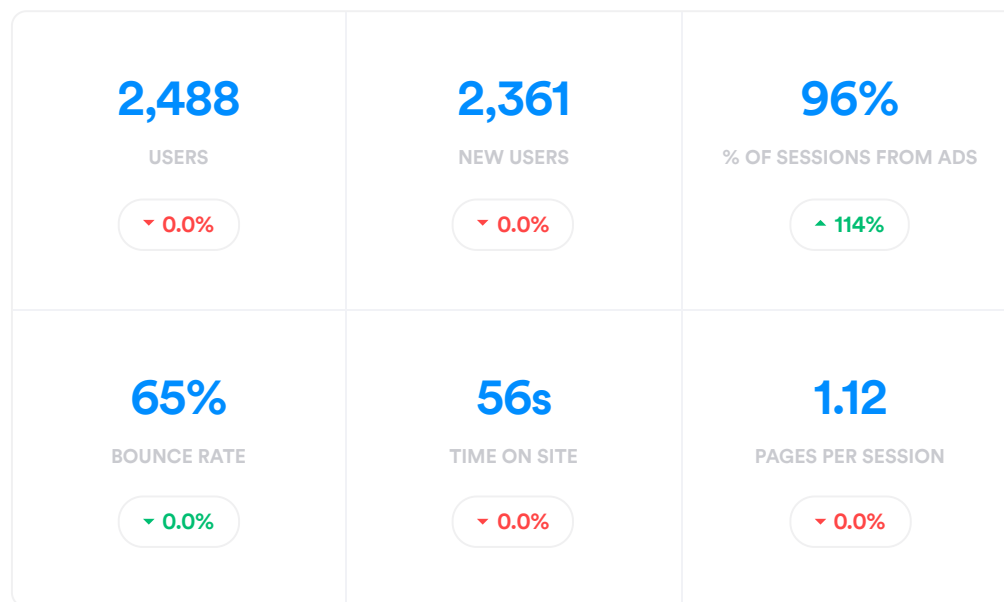 2,488
USERS
0.0%
2,361
NEW USERS
0.0%
96%
% OF SESSIONS FROM ADS
114%
65%
BOUNCE RATE
0.0%
56s
TIME ON SITE
0.0%
1.12
PAGES PER SESSION
0.0%